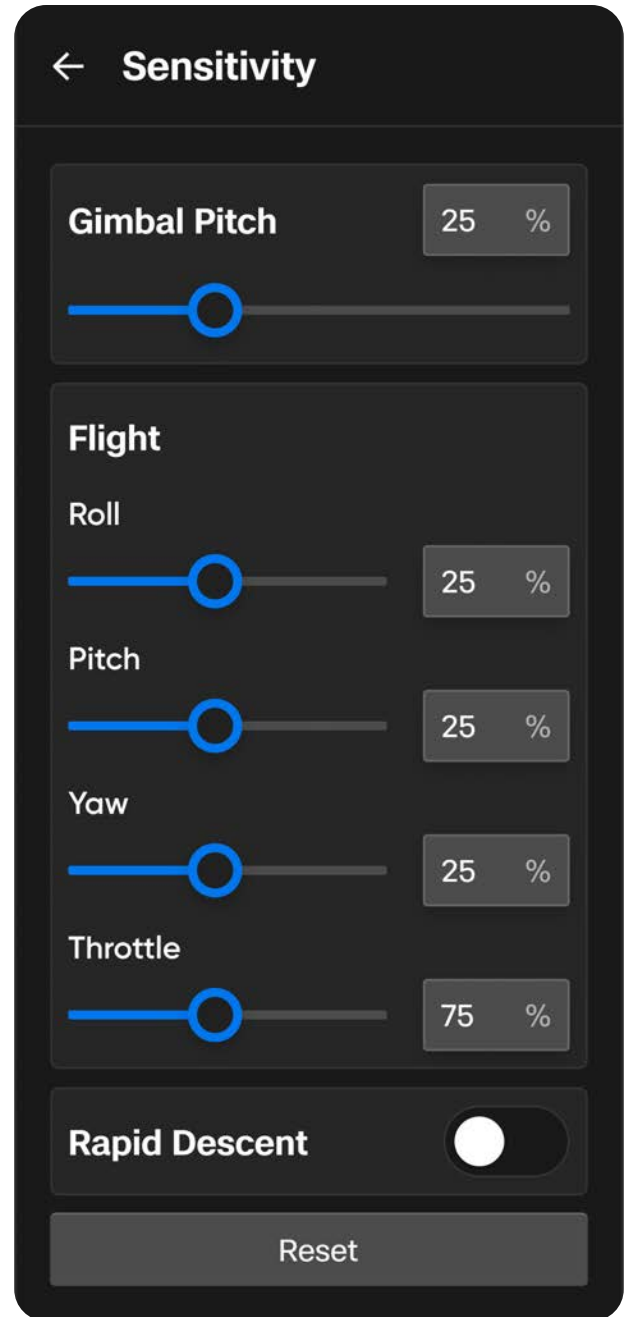 Sensitivity
Gimbal Pitch 25 %
Flight
Roll
25 %
Pitch
25 %
Yaw
25 %
Throttle
75 %
Rapid Descent
Reset